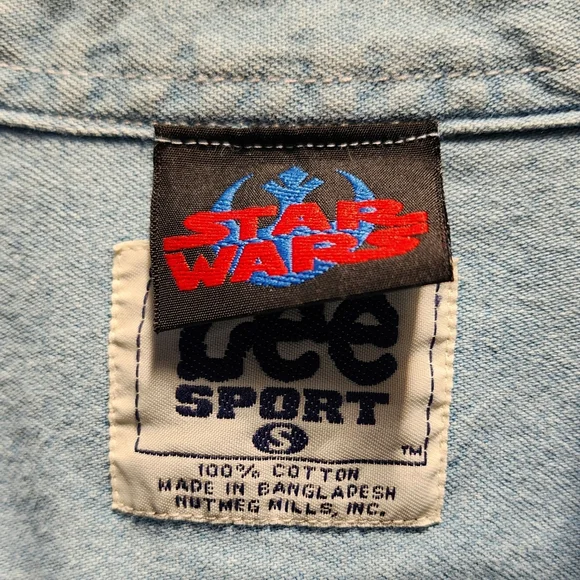 STAR
WARS
Lee
SPORT
S
™
100% COTTON
MADE IN BANGLADESH
NUTMEG MILLS, INC.